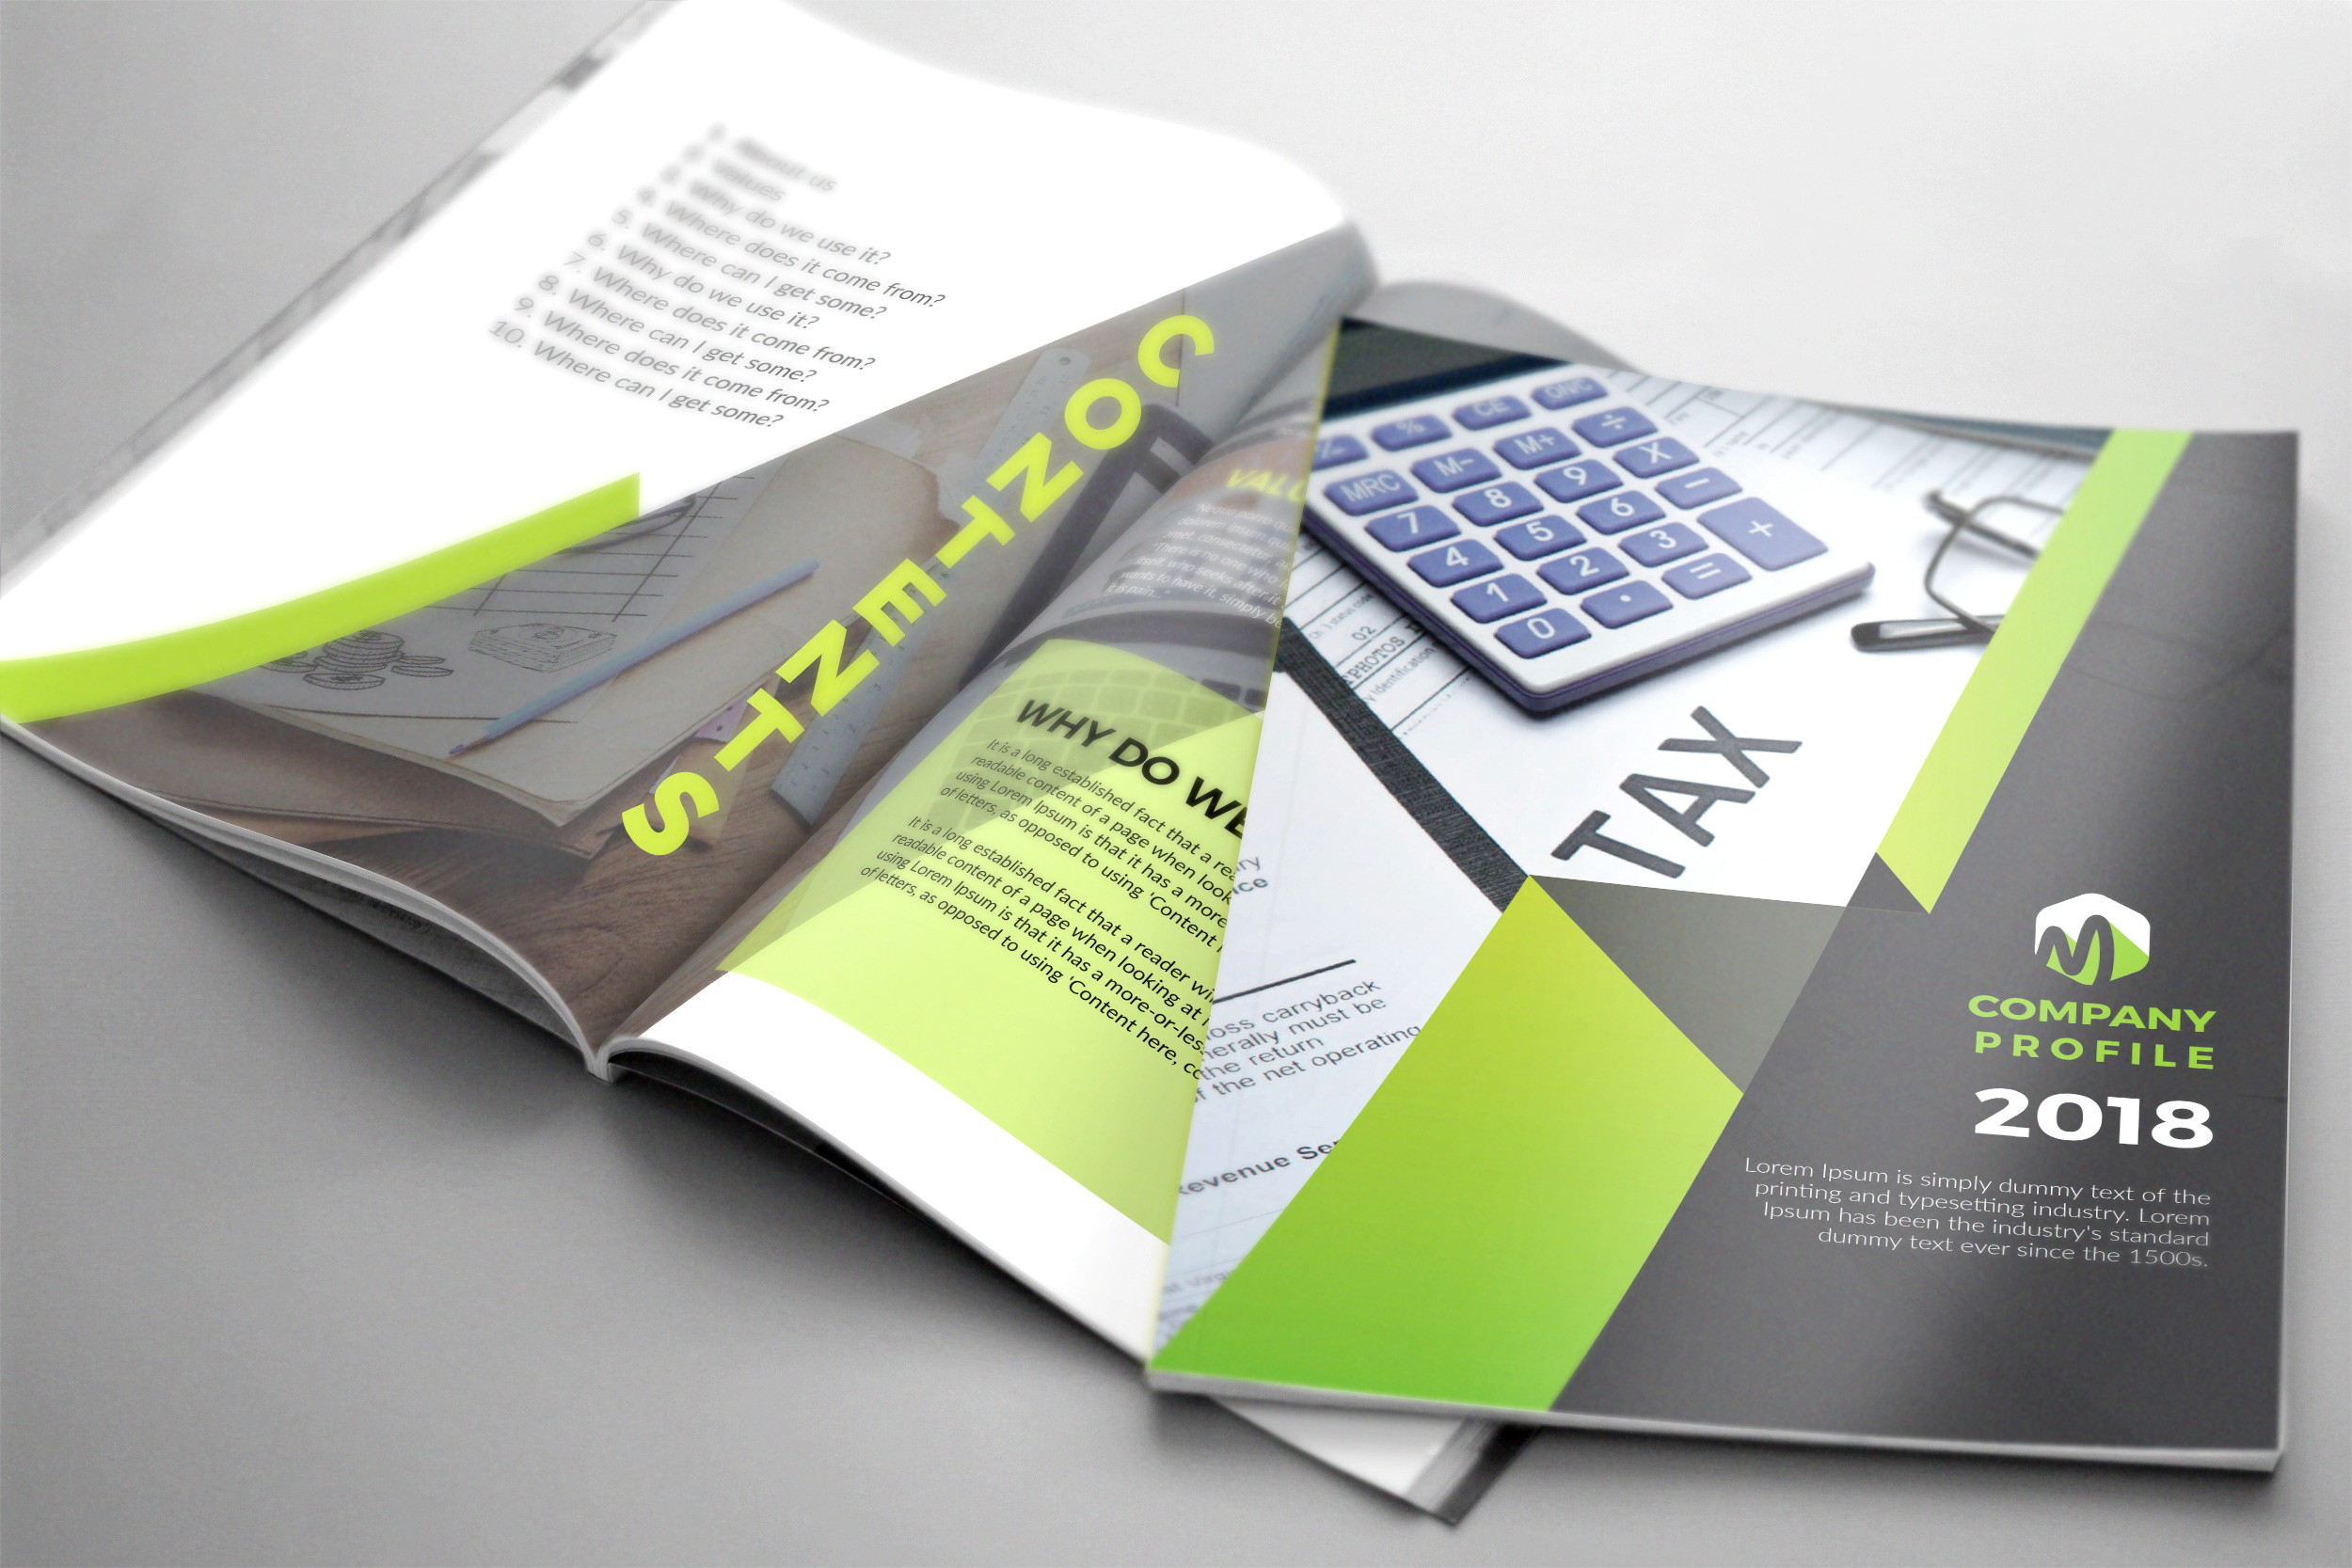 1. About us
2. Values
3. Why do we use it?
4. Where does it come from?
5. Where can I get some?
6. Why do we use it?
7. Where does it come from?
8. Where can I get some?
9. Where does it come from?
10. Where can I get some?
CONTENTS
VALU
WHY DO WE
It is a long established fact that a rea
readable content of a page when look
using Lorem Ipsum is that it has a more
of letters, as opposed to using 'Content
It is a long established fact that a reader wi
readable content of a page when looking at
using Lorem Ipsum is that it has a more-or-les
of letters, as opposed to using 'Content here, co
% CE ON/C
MRC M- M+ ÷
7 8 9 X
4 5 6 −
1 2 3 +
0 . =
02
PHOTOS
Identification
TAX
loss carryback
nerally must be
the return
f the net operating
Revenue Ser
M
COMPANY
PROFILE
2018
Lorem Ipsum is simply dummy text of the
printing and typesetting industry. Lorem
Ipsum has been the industry's standard
dummy text ever since the 1500s.